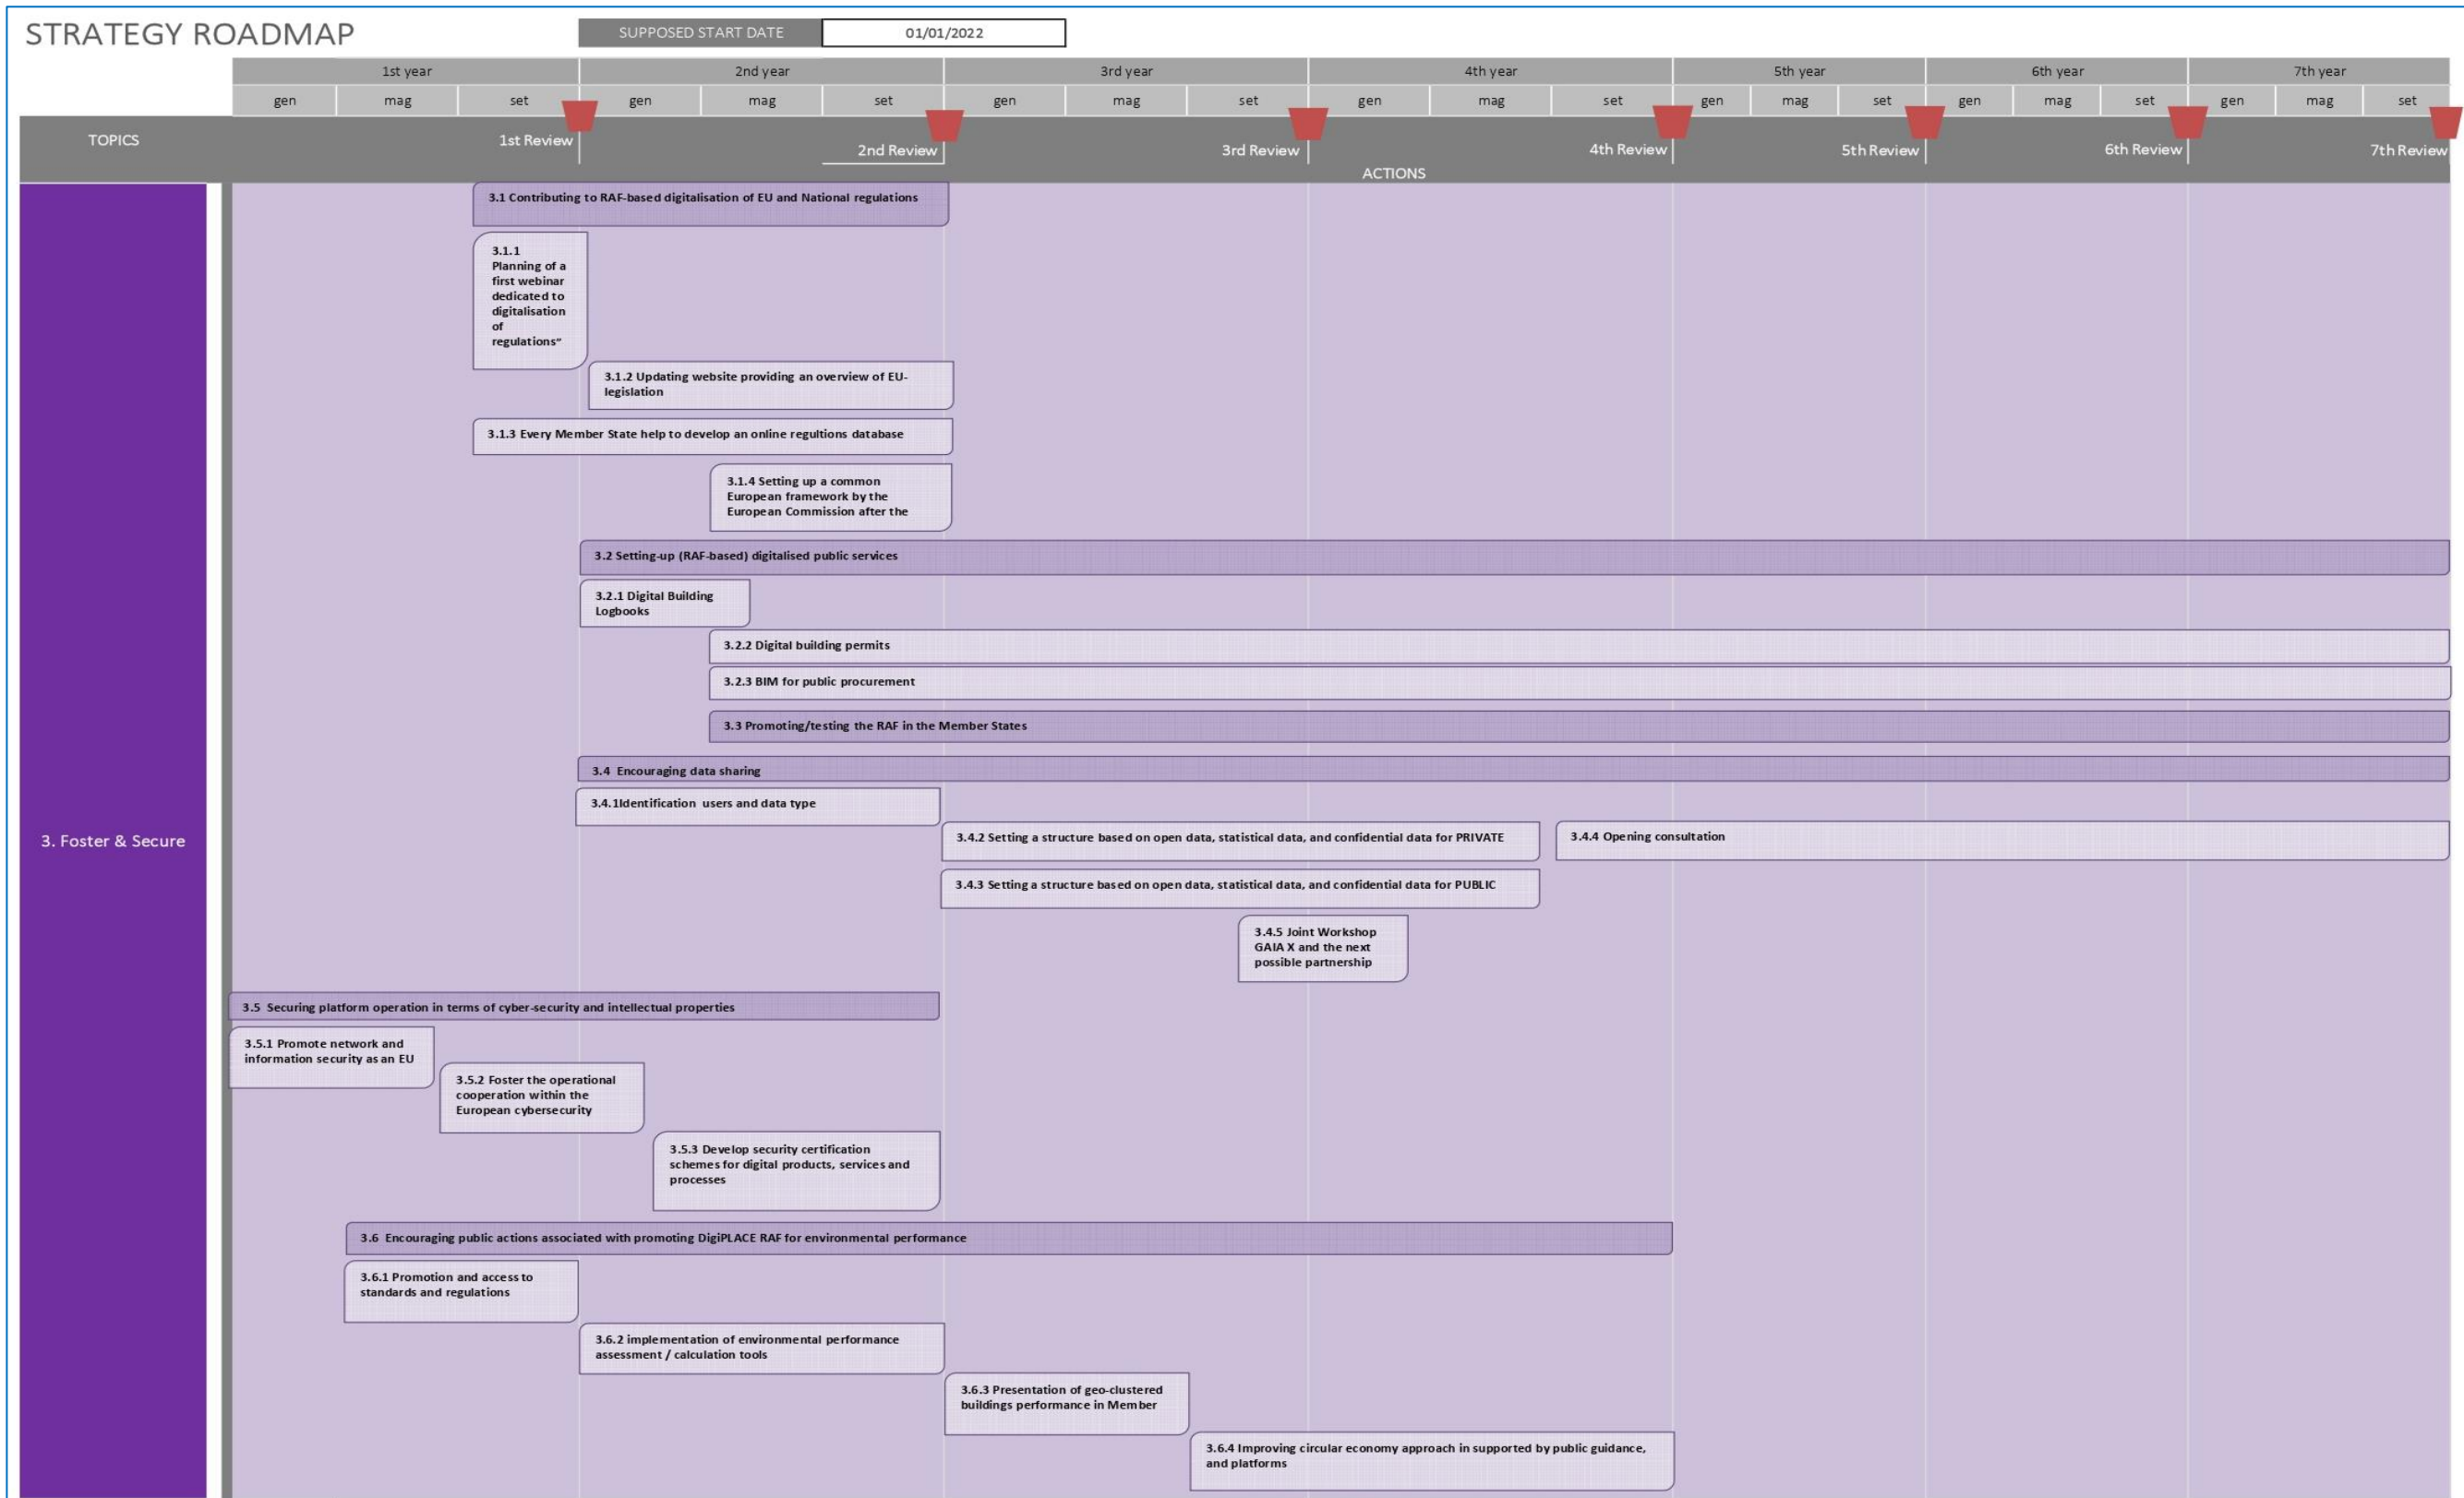 STRATEGY ROADMAP
SUPPOSED START DATE
01/01/2022
1st year
2nd year
3rd year
4th year
5th year
6th year
7th year
gen
mag
set
gen
mag
set
gen
mag
set
gen
mag
set
gen
mag
set
gen
mag
set
gen
mag
set
TOPICS
1st Review
2nd Review
3rd Review
4th Review
5th Review
6th Review
7th Review
ACTIONS
3. Foster & Secure
3.1 Contributing to RAF-based digitalisation of EU and National regulations
3.1.1
Planning of a
first webinar
dedicated to
digitalisation
of
regulations”
3.1.2 Updating website providing an overview of EU-
legislation
3.1.3 Every Member State help to develop an online regultions database
3.1.4 Setting up a common
European framework by the
European Commission after the
3.2 Setting-up (RAF-based) digitalised public services
3.2.1 Digital Building
Logbooks
3.2.2 Digital building permits
3.2.3 BIM for public procurement
3.3 Promoting/testing the RAF in the Member States
3.4 Encouraging data sharing
3.4.1Identification users and data type
3.4.2 Setting a structure based on open data, statistical data, and confidential data for PRIVATE
3.4.4 Opening consultation
3.4.3 Setting a structure based on open data, statistical data, and confidential data for PUBLIC
3.4.5 Joint Workshop
GAIA X and the next
possible partnership
3.5 Securing platform operation in terms of cyber-security and intellectual properties
3.5.1 Promote network and
information security as an EU
3.5.2 Foster the operational
cooperation within the
European cybersecurity
3.5.3 Develop security certification
schemes for digital products, services and
processes
3.6 Encouraging public actions associated with promoting DigiPLACE RAF for environmental performance
3.6.1 Promotion and access to
standards and regulations
3.6.2 implementation of environmental performance
assessment / calculation tools
3.6.3 Presentation of geo-clustered
buildings performance in Member
3.6.4 Improving circular economy approach in supported by public guidance,
and platforms